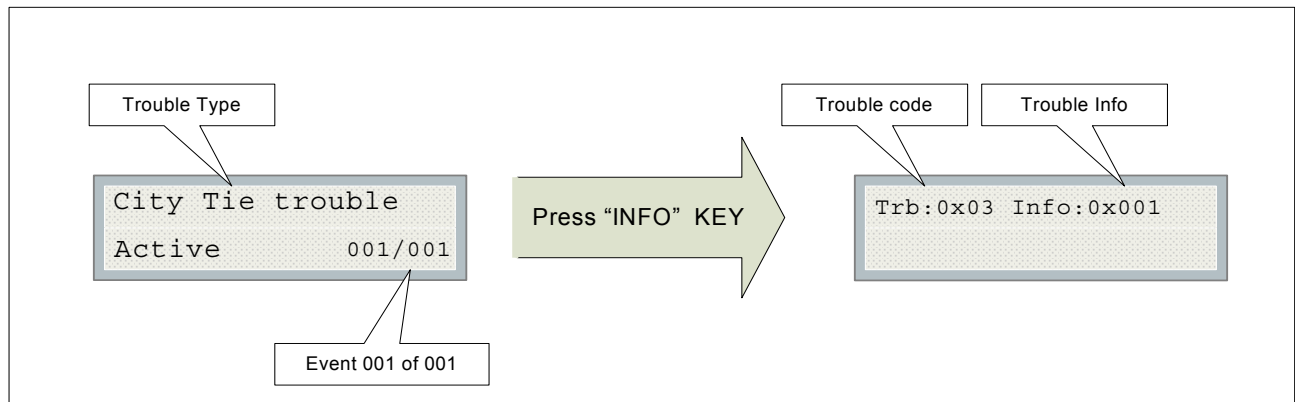 Trouble Type
City Tie trouble
Active 001/001
Event 001 of 001
Press “INFO” KEY
Trouble code
Trouble Info
Trb:0x03 Info:0x001